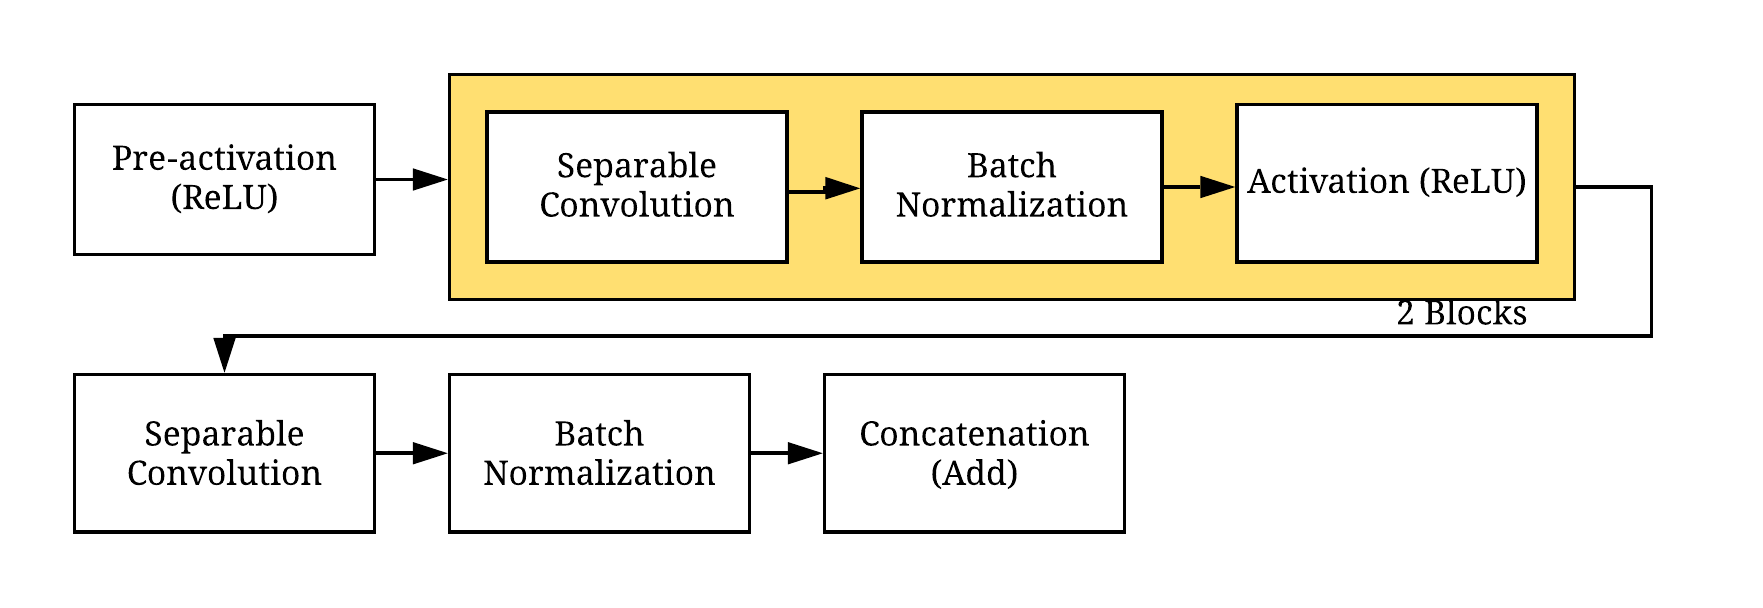 Pre-activation
(ReLU)
Separable
Convolution
Batch
Normalization
Activation (ReLU)
2 Blocks
Separable
Convolution
Batch
Normalization
Concatenation
(Add)